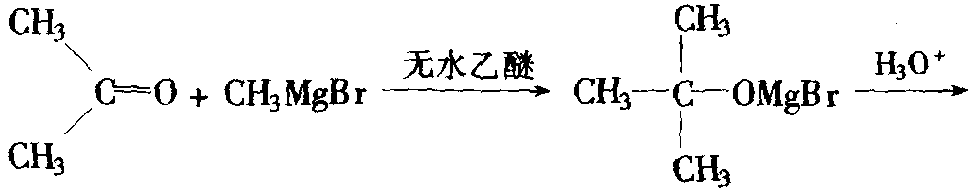 CH₃ CH₃
C=O + CH₃MgBr 无水乙醚 CH₃—C—OMgBr H₃O⁺
CH₃ CH₃